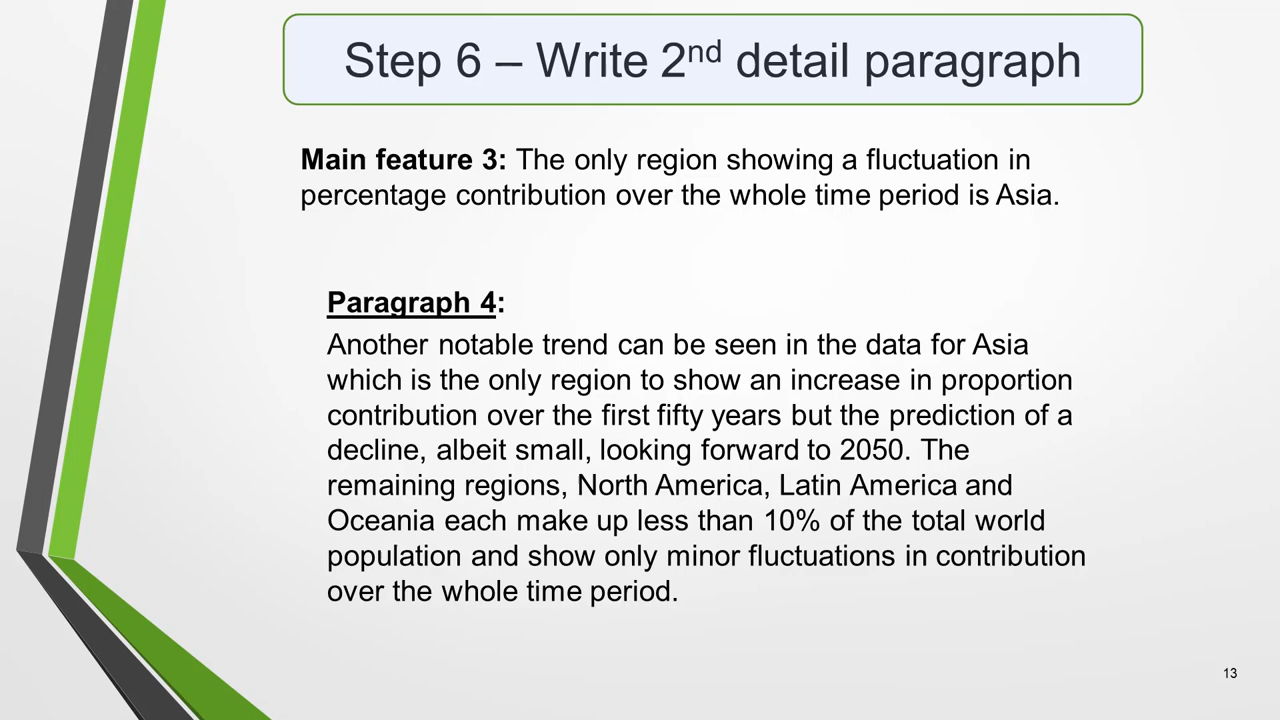 Step 6 – Write 2nd detail paragraph
Main feature 3: The only region showing a fluctuation in
percentage contribution over the whole time period is Asia.
Paragraph 4:
Another notable trend can be seen in the data for Asia
which is the only region to show an increase in proportion
contribution over the first fifty years but the prediction of a
decline, albeit small, looking forward to 2050. The
remaining regions, North America, Latin America and
Oceania each make up less than 10% of the total world
population and show only minor fluctuations in contribution
over the whole time period.
13